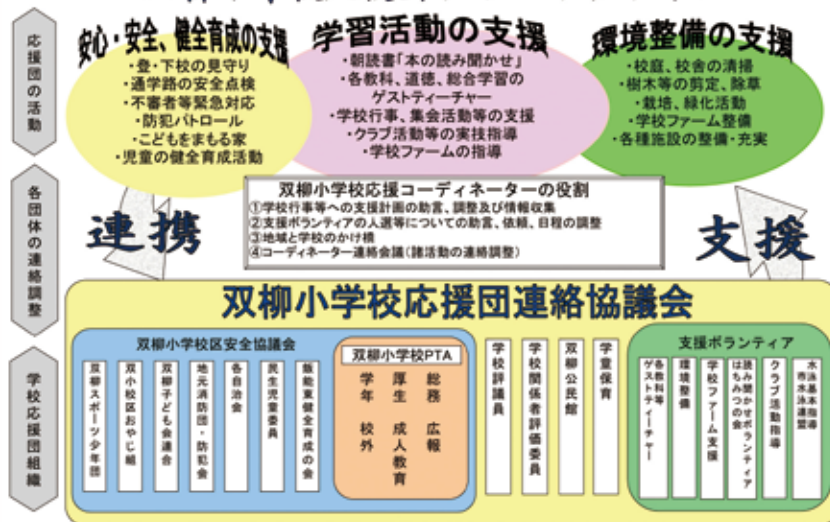 応援団の活動
安心・安全、健全育成の支援
・登・下校の見守り
・通学路の安全点検
・不審者等緊急対応
・防犯パトロール
・こどもをまもる家
・児童の健全育成活動
学習活動の支援
・朝読書「本の読み聞かせ」
・各教科、道徳、総合学習の
ゲストティーチャー
・学校行事、集会活動等の支援
・クラブ活動等の実技指導
・学校ファームの指導
環境整備の支援
・校庭、校舎の清掃
・樹木等の剪定、除草
・栽培、緑化活動
・学校ファーム整備
・各種施設の整備・充実
各団体の連絡調整
連携
双柳小学校応援コーディネーターの役割
①学校行事等への支援計画の助言、調整及び情報収集
②支援ボランティアの人選等についての助言、依頼、日程の調整
③地域と学校のかけ橋
④コーディネーター連絡会議(諸活動の連絡調整)
支援
学校応援団組織
双柳小学校応援団連絡協議会
双柳小学校区安全協議会
双柳スポーツ少年団
双小校区おやじ組
双柳子ども会連合
地元消防団・防犯会
各自治会
民生児童委員
飯能東健全育成の会
双柳小学校PTA
学年 厚生 総務
校外 成人教育 広報
学校評議員
学校関係者評価委員
双柳公民館
学童保育
支援ボランティア
各教科等
ゲストティーチャー
環境整備
学校ファーム支援
読み聞かせボランティア
はちみつの会
クラブ活動指導
水泳基本指導
市水泳連盟